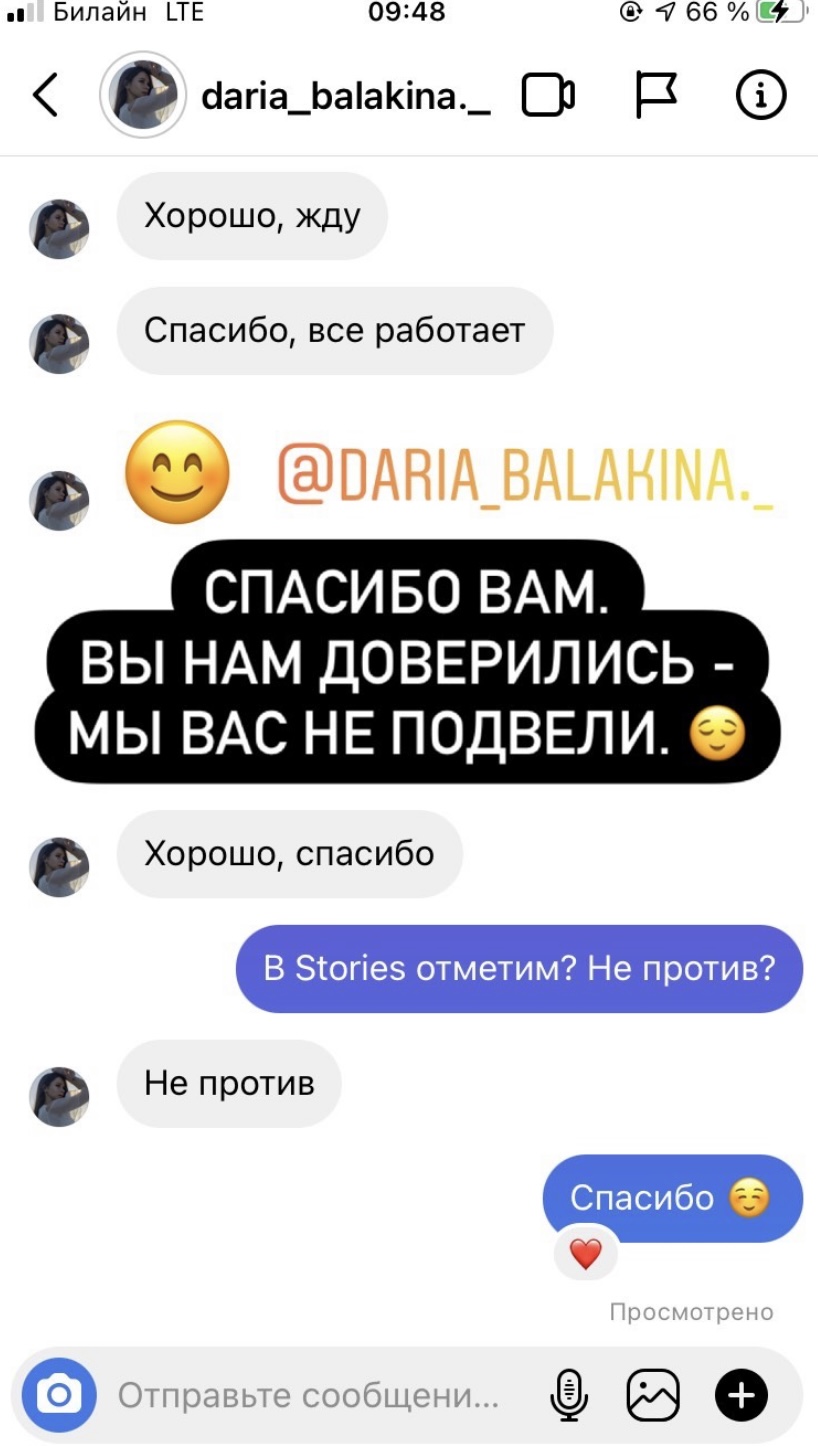 Билайн LTE 09:48 66 %
daria_balakina._
Хорошо, жду
Спасибо, все работает
😊 @DARIA_BALAKINA._
СПАСИБО ВАМ.
ВЫ НАМ ДОВЕРИЛИСЬ -
МЫ ВАС НЕ ПОДВЕЛИ. 😌
Хорошо, спасибо
В Stories отметим? Не против?
Не против
Спасибо ☺️
❤️
Просмотрено
Отправьте сообщени...